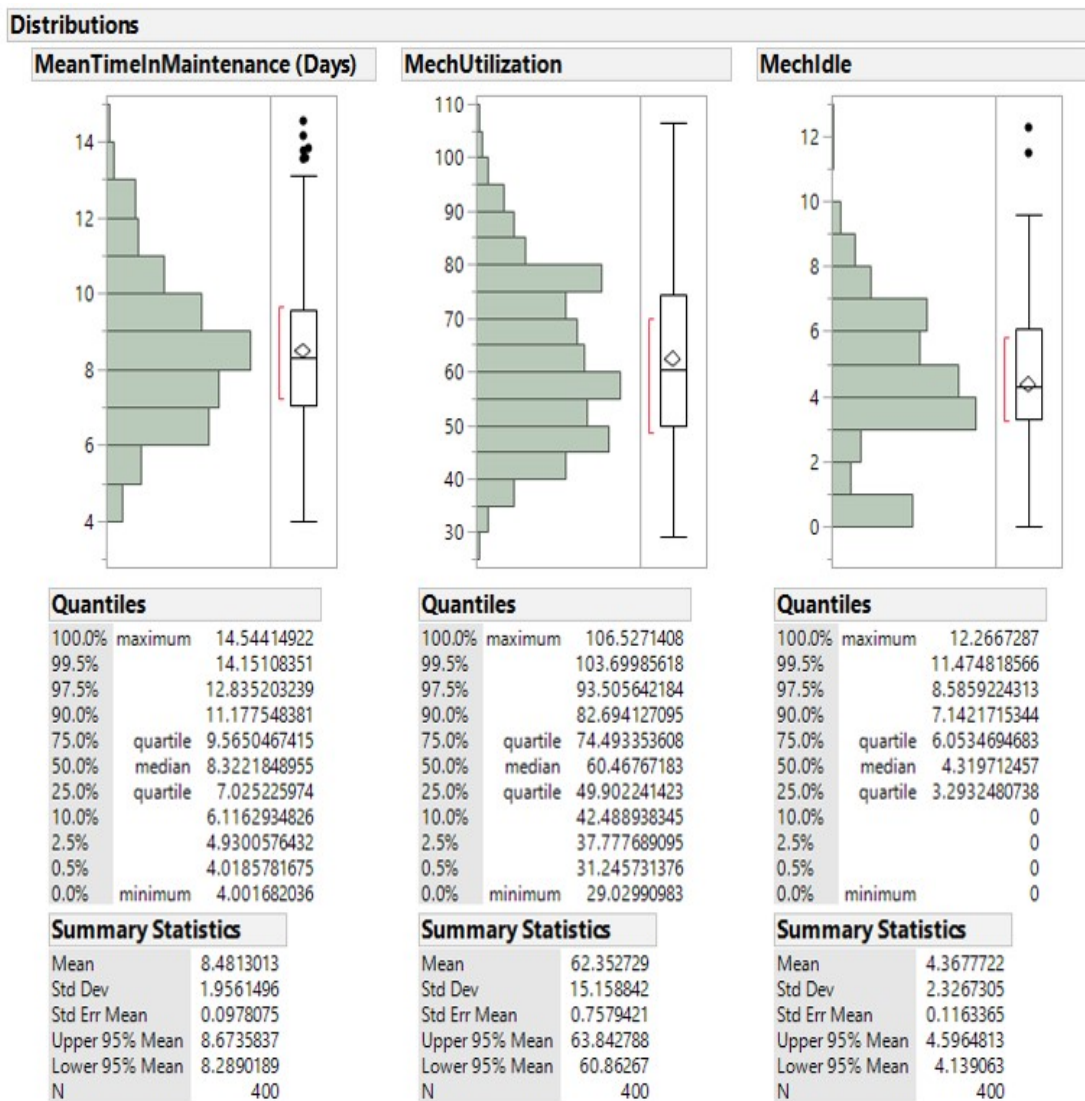 Distributions
MeanTimeInMaintenance (Days)
14
12
10
8
6
4
Quantiles
100.0% maximum 14.54414922
99.5% 14.15108351
97.5% 12.835203239
90.0% 11.177548381
75.0% quartile 9.5650467415
50.0% median 8.3221848955
25.0% quartile 7.025225974
10.0% 6.1162934826
2.5% 4.9300576432
0.5% 4.0185781675
0.0% minimum 4.001682036
Summary Statistics
Mean 8.4813013
Std Dev 1.9561496
Std Err Mean 0.0978075
Upper 95% Mean 8.6735837
Lower 95% Mean 8.2890189
N 400
MechUtilization
110
100
90
80
70
60
50
40
30
Quantiles
100.0% maximum 106.5271408
99.5% 103.69985618
97.5% 93.505642184
90.0% 82.694127095
75.0% quartile 74.493353608
50.0% median 60.46767183
25.0% quartile 49.902241423
10.0% 42.488938345
2.5% 37.777689095
0.5% 31.245731376
0.0% minimum 29.02990983
Summary Statistics
Mean 62.352729
Std Dev 15.158842
Std Err Mean 0.7579421
Upper 95% Mean 63.842788
Lower 95% Mean 60.86267
N 400
MechIdle
12
10
8
6
4
2
0
Quantiles
100.0% maximum 12.2667287
99.5% 11.474818566
97.5% 8.5859224313
90.0% 7.1421715344
75.0% quartile 6.0534694683
50.0% median 4.319712457
25.0% quartile 3.2932480738
10.0% 0
2.5% 0
0.5% 0
0.0% minimum 0
Summary Statistics
Mean 4.3677722
Std Dev 2.3267305
Std Err Mean 0.1163365
Upper 95% Mean 4.5964813
Lower 95% Mean 4.139063
N 400